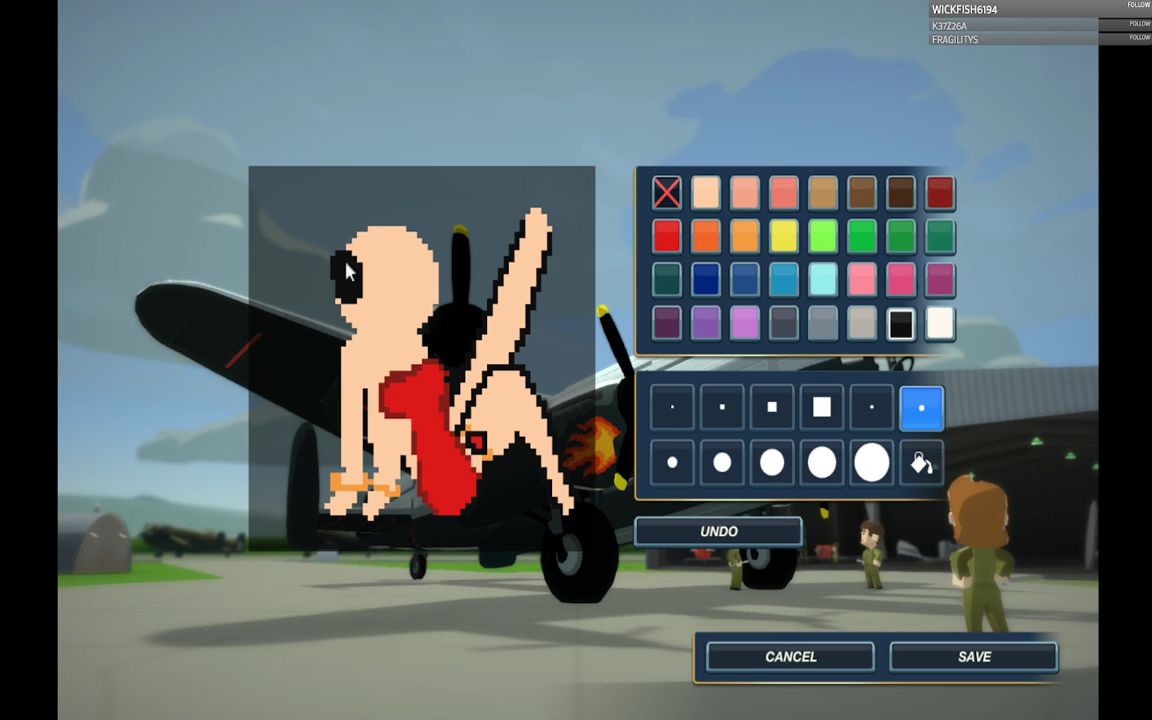 WICKFISH6194 FOLLOW
K37Z26A FOLLOW
FRAGILITYS FOLLOW
UNDO
CANCEL SAVE